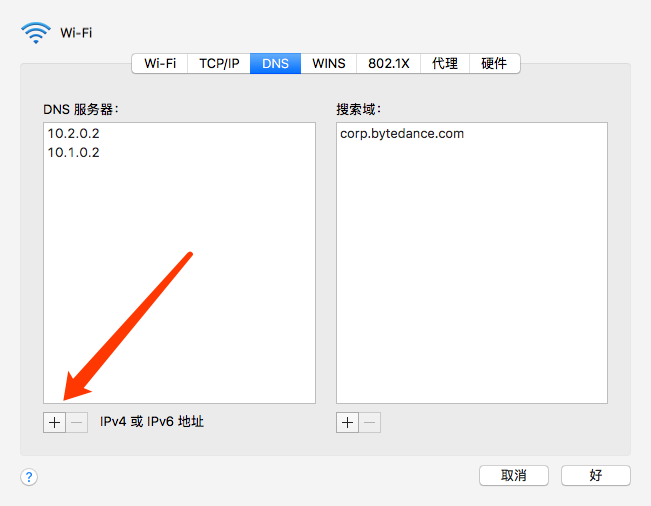 Wi-Fi
Wi-Fi TCP/IP DNS WINS 802.1X 代理 硬件
DNS 服务器：
10.2.0.2
10.1.0.2
搜索域：
corp.bytedance.com
+ − IPv4 或 IPv6 地址
+ −
? 取消 好